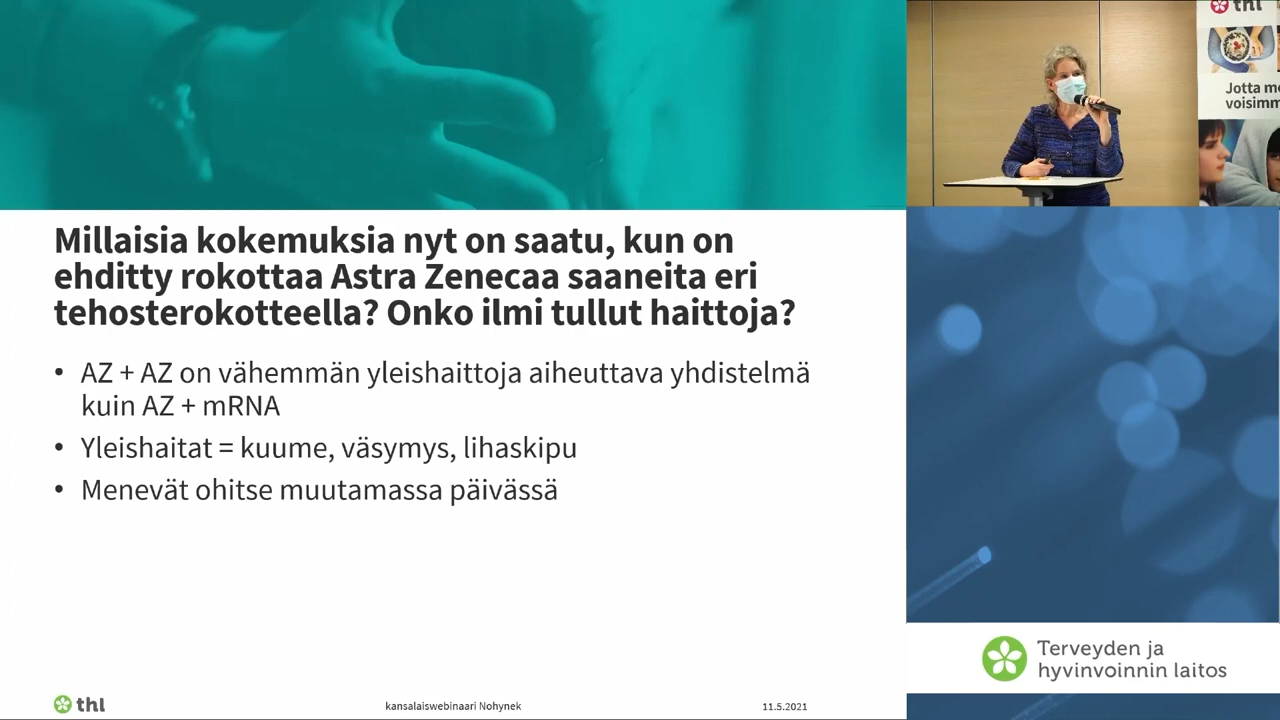 Millaisia kokemuksia nyt on saatu, kun on
ehditty rokottaa Astra Zenecaa saaneita eri
tehosterokotteella? Onko ilmi tullut haittoja?
• AZ + AZ on vähemmän yleishaittoja aiheuttava yhdistelmä
kuin AZ + mRNA
• Yleishaitat = kuume, väsymys, lihaskipu
• Menevät ohitse muutamassa päivässä
thl
kansalaiswebinaari Nohynek
11.5.2021
thl
Jotta me
voisimm
Terveyden ja
hyvinvoinnin laitos